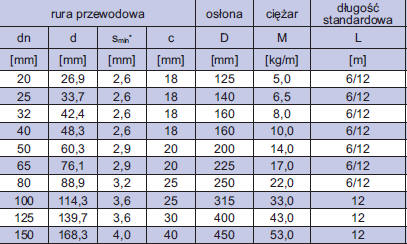 rura przewodowa osłona ciężar długość standardowa
dn d smin* c D M L
[mm] [mm] [mm] [mm] [mm] [kg/m] [m]
20 26,9 2,6 18 125 5,0 6/12
25 33,7 2,6 18 140 6,5 6/12
32 42,4 2,6 18 160 8,0 6/12
40 48,3 2,6 18 160 10,0 6/12
50 60,3 2,9 20 200 14,0 6/12
65 76,1 2,9 20 225 17,0 6/12
80 88,9 3,2 25 250 22,0 6/12
100 114,3 3,6 25 315 33,0 12
125 139,7 3,6 30 400 43,0 12
150 168,3 4,0 40 450 53,0 12